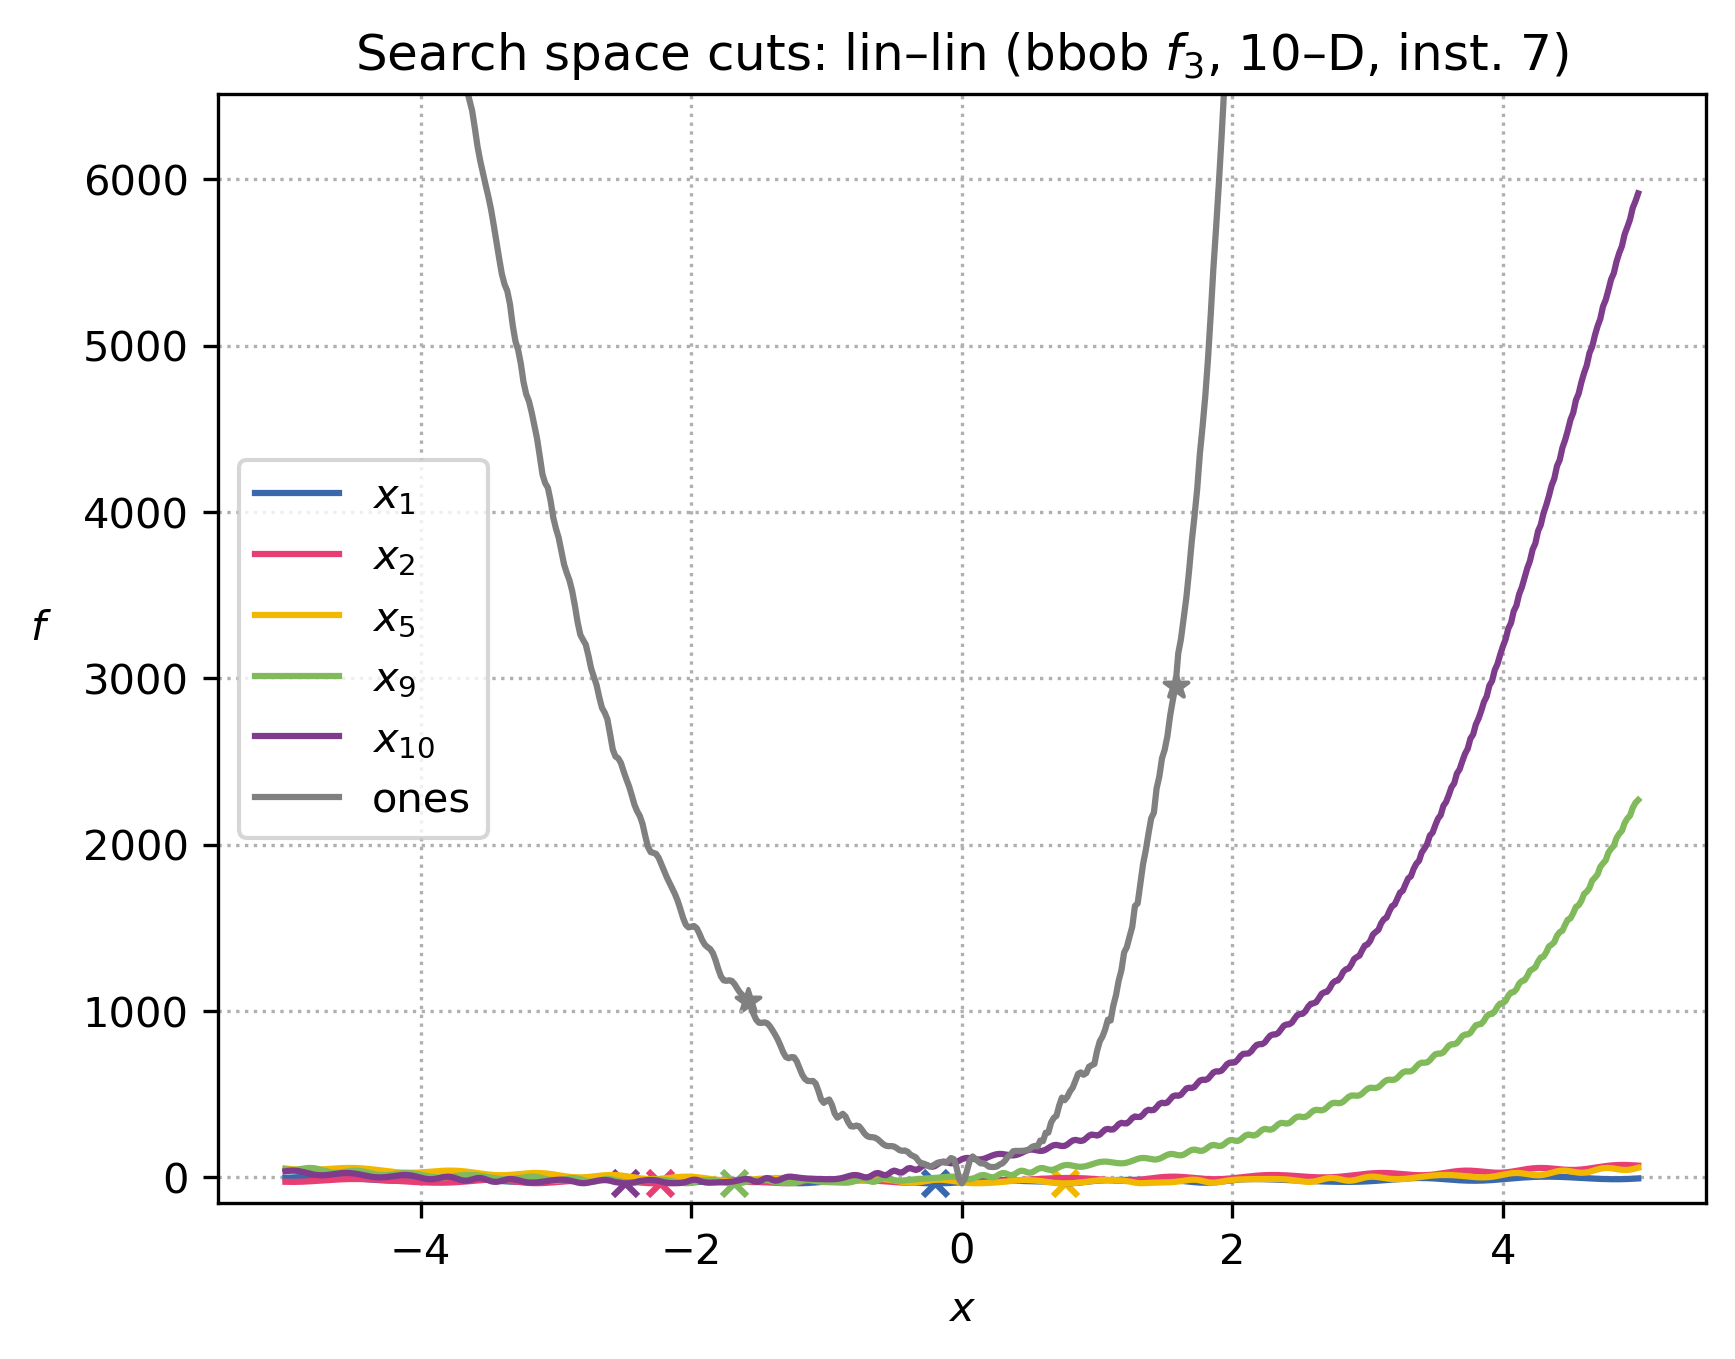 Search space cuts: lin–lin (bbob f₃, 10–D, inst. 7)
6000
5000
4000
3000
2000
1000
0
f
x₁
x₂
x₅
x₉
x₁₀
ones
−4 −2 0 2 4
x